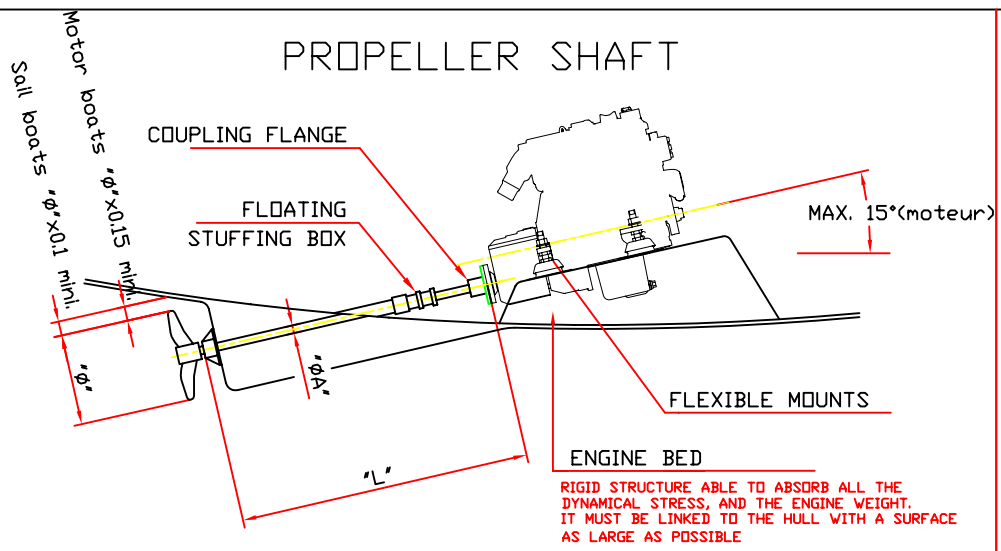 PROPELLER SHAFT
Motor boats "ø"x0.15 mini.
Sail boats "ø"x0.1 mini.
COUPLING FLANGE
FLOATING
STUFFING BOX
MAX. 15°(moteur)
"ø"
"øA"
"L"
FLEXIBLE MOUNTS
ENGINE BED
RIGID STRUCTURE ABLE TO ABSORB ALL THE
DYNAMICAL STRESS, AND THE ENGINE WEIGHT.
IT MUST BE LINKED TO THE HULL WITH A SURFACE
AS LARGE AS POSSIBLE